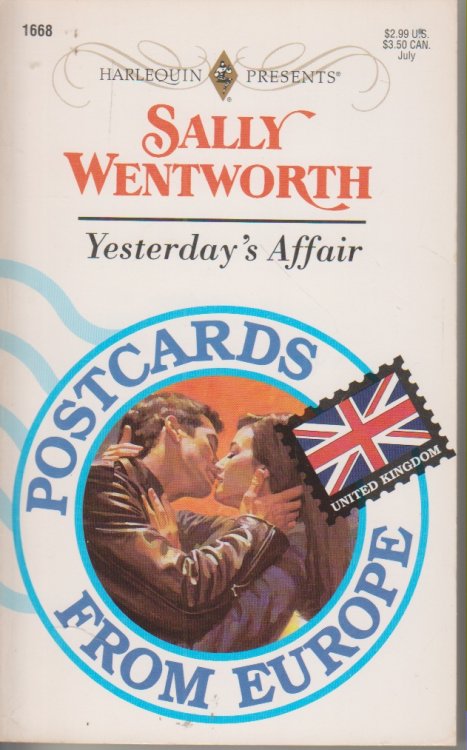 1668
$2.99 U.S.
$3.50 CAN.
July
HARLEQUIN PRESENTS®
SALLY
WENTWORTH
Yesterday's Affair
POSTCARDS
FROM EUROPE
UNITED KINGDOM